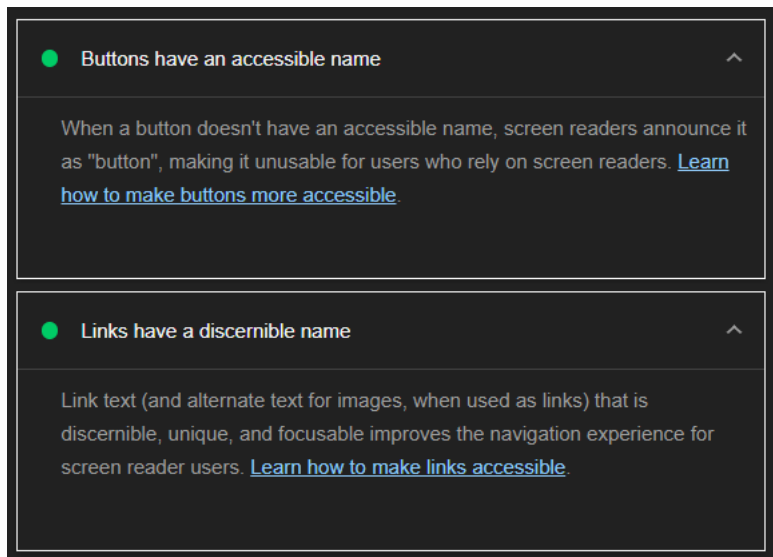 Buttons have an accessible name
When a button doesn't have an accessible name, screen readers announce it
as "button", making it unusable for users who rely on screen readers. Learn
how to make buttons more accessible.
Links have a discernible name
Link text (and alternate text for images, when used as links) that is
discernible, unique, and focusable improves the navigation experience for
screen reader users. Learn how to make links accessible.